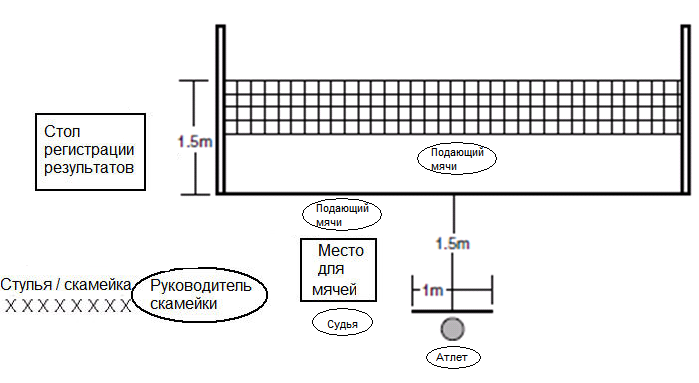 1.5m
Стол
регистрации
результатов
Подающий
мячи
Подающий
мячи
1.5m
Место
для
мячей
Стулья / скамейка
X X X X X X X X
Руководитель
скамейки
1m
Судья
Атлет